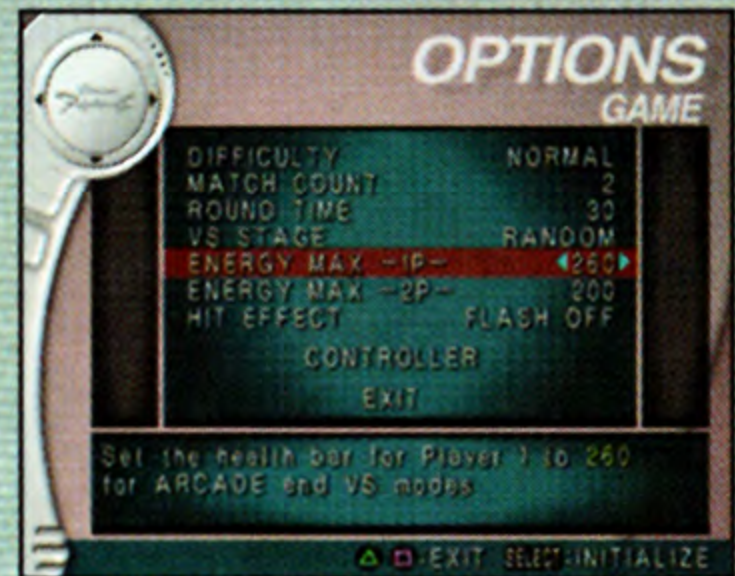 OPTIONS
GAME
DIFFICULTY NORMAL
MATCH COUNT 2
ROUND TIME 30
VS STAGE RANDOM
ENERGY MAX -1P- 260
ENERGY MAX -2P- 200
HIT EFFECT FLASH OFF
CONTROLLER
EXIT
Set the health bar for Player 1 to 260
for ARCADE and VS modes
EXIT SELECT-INITIALIZE